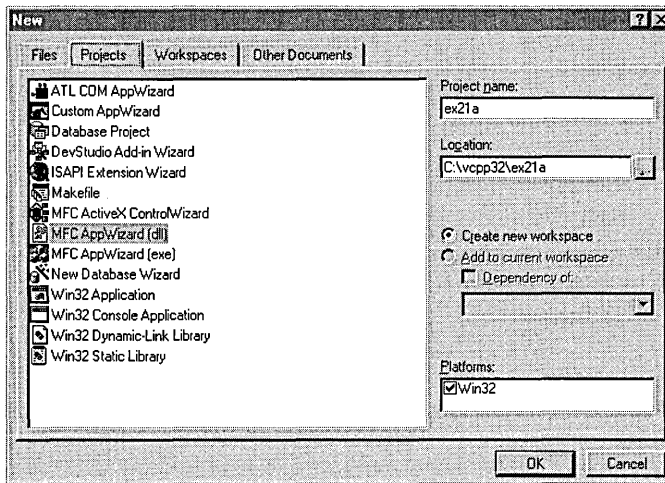 New
Files Projects Workspaces Other Documents
ATL COM AppWizard
Custom AppWizard
Database Project
DevStudio Add-in Wizard
ISAPI Extension Wizard
Makefile
MFC ActiveX ControlWizard
MFC AppWizard (dll)
MFC AppWizard (exe)
New Database Wizard
Win32 Application
Win32 Console Application
Win32 Dynamic-Link Library
Win32 Static Library
Project name:
ex21a
Location:
C:\vcpp32\ex21a
...
Create new workspace
Add to current workspace
Dependency of:
Platforms:
Win32
OK Cancel